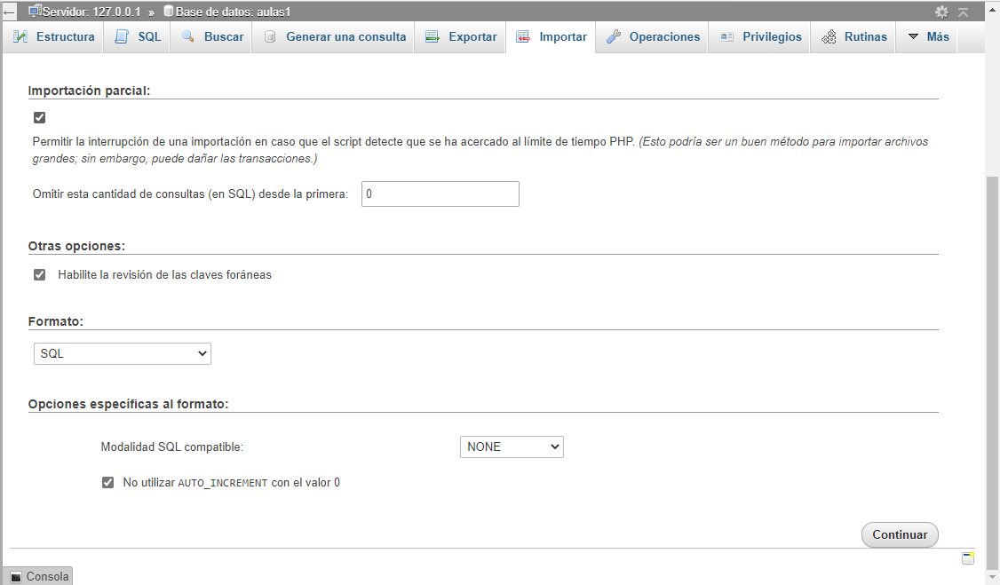 Servidor: 127.0.0.1 » Base de datos: aulas1
Estructura SQL Buscar Generar una consulta Exportar Importar Operaciones Privilegios Rutinas Más
Importación parcial:
Permitir la interrupción de una importación en caso que el script detecte que se ha acercado al límite de tiempo PHP. (Esto podría ser un buen método para importar archivos
grandes; sin embargo, puede dañar las transacciones.)
Omitir esta cantidad de consultas (en SQL) desde la primera: 0
Otras opciones:
Habilite la revisión de las claves foráneas
Formato:
SQL
Opciones específicas al formato:
Modalidad SQL compatible: NONE
No utilizar AUTO_INCREMENT con el valor 0
Continuar
Consola